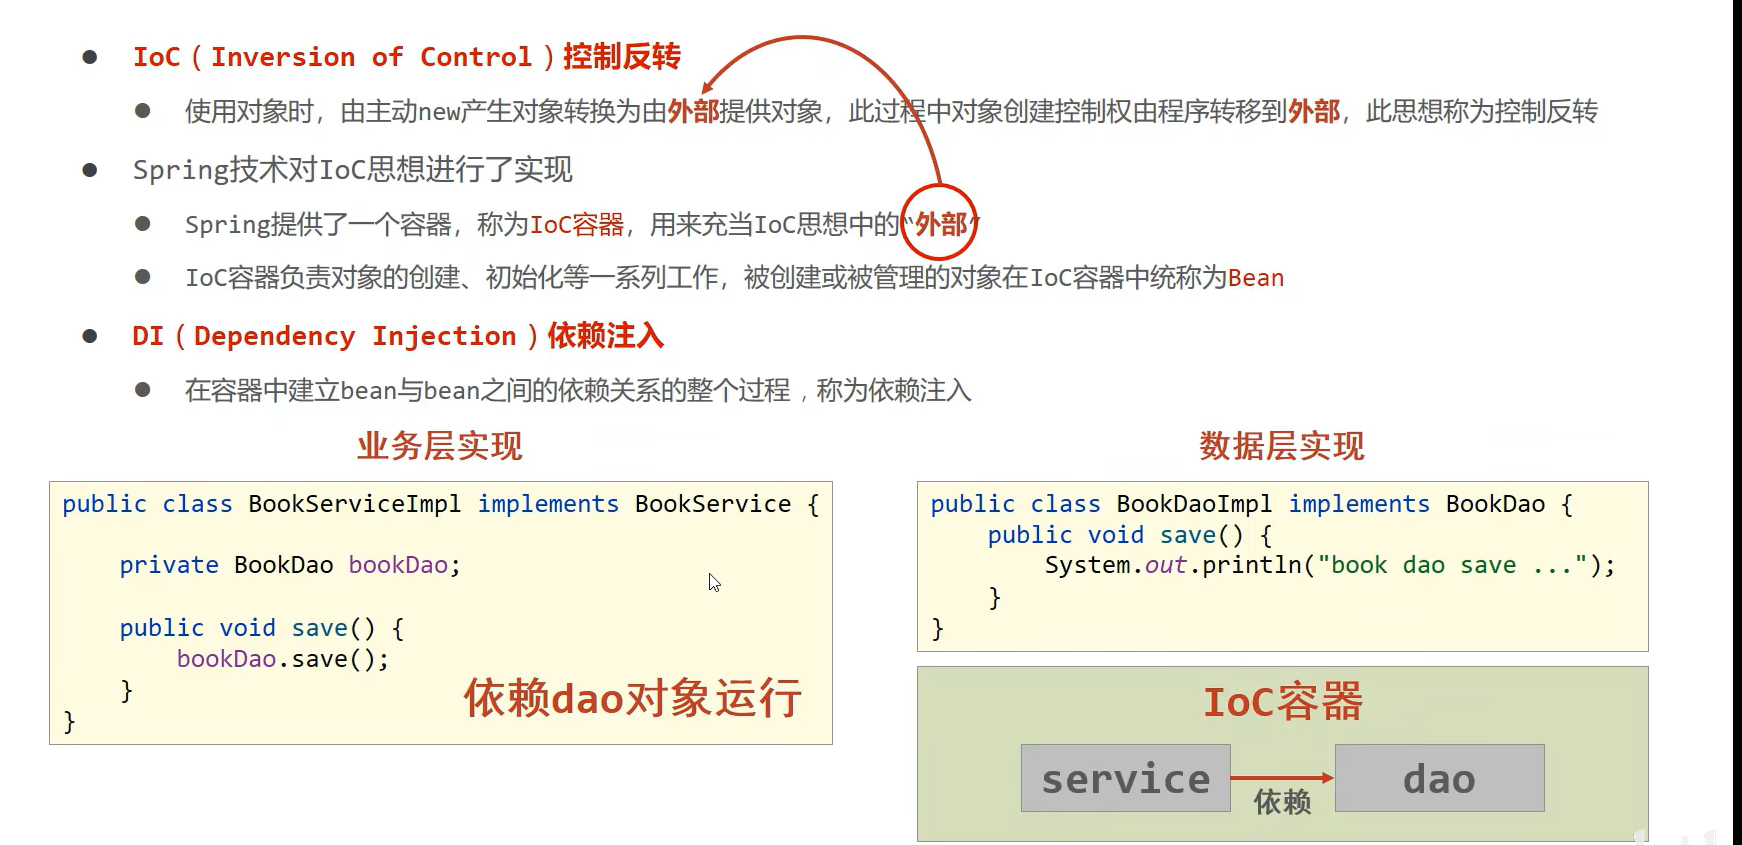 IoC（Inversion of Control）控制反转
使用对象时，由主动new产生对象转换为由外部提供对象，此过程中对象创建控制权由程序转移到外部，此思想称为控制反转
Spring技术对IoC思想进行了实现
Spring提供了一个容器，称为IoC容器，用来充当IoC思想中的“外部”
IoC容器负责对象的创建、初始化等一系列工作，被创建或被管理的对象在IoC容器中统称为Bean
DI（Dependency Injection）依赖注入
在容器中建立bean与bean之间的依赖关系的整个过程，称为依赖注入
业务层实现
public class BookServiceImpl implements BookService {
private BookDao bookDao;
public void save() {
bookDao.save();
}
}
依赖dao对象运行
数据层实现
public class BookDaoImpl implements BookDao {
public void save() {
System.out.println("book dao save ...");
}
}
IoC容器
service
依赖
dao